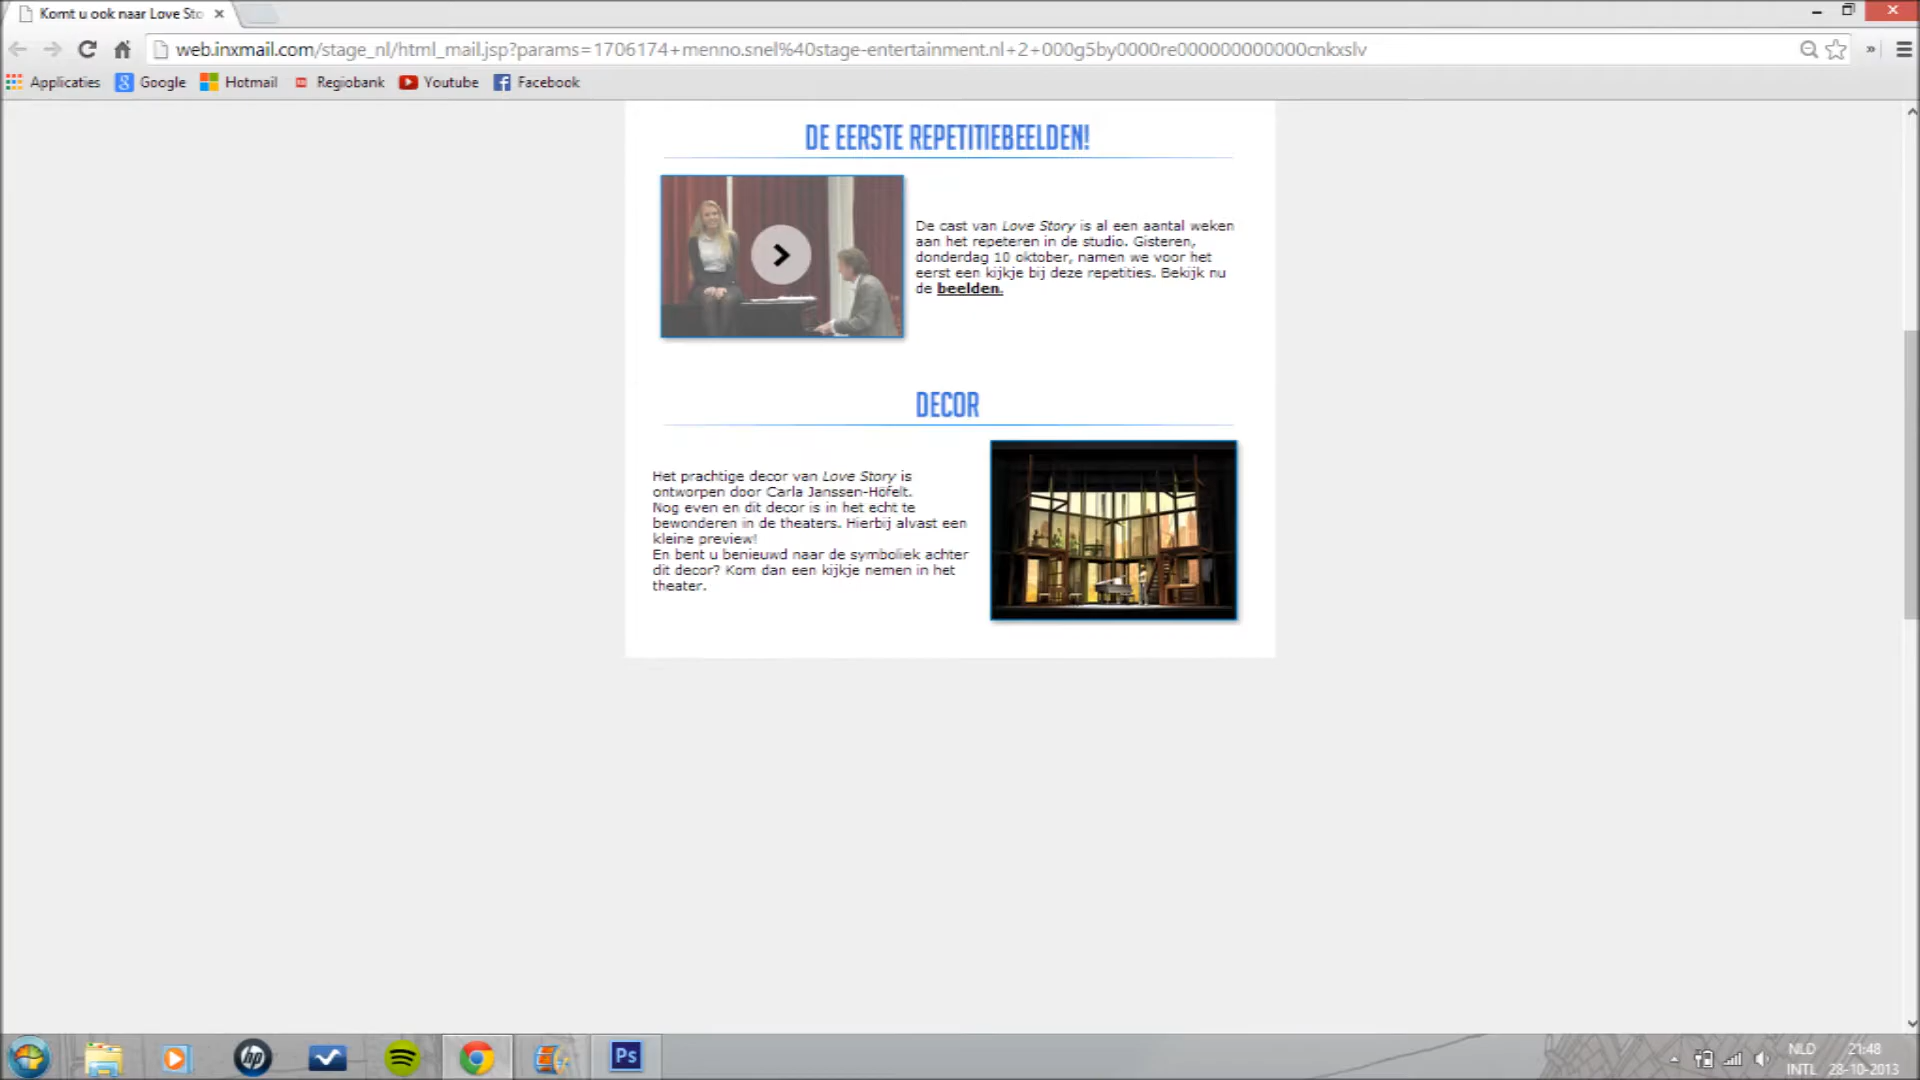 Komt u ook naar Love Sto
web.inxmail.com/stage_nl/html_mail.jsp?params=1706174+menno.snel%40stage-entertainment.nl+2+000g5by0000re000000000000cnkxslv
Applicaties Google Hotmail Regiobank Youtube Facebook
DE EERSTE REPETITIEBEELDEN!
De cast van Love Story is al een aantal weken
aan het repeteren in de studio. Gisteren,
donderdag 10 oktober, namen we voor het
eerst een kijkje bij deze repetities. Bekijk nu
de beelden.
DECOR
Het prachtige decor van Love Story is
ontworpen door Carla Janssen-Höfelt.
Nog even en dit decor is in het echt te
bewonderen in de theaters. Hierbij alvast een
kleine preview!
En bent u benieuwd naar de symboliek achter
dit decor? Kom dan een kijkje nemen in het
theater.
hp
Ps
NLD 21:48
INTL 28-10-2013